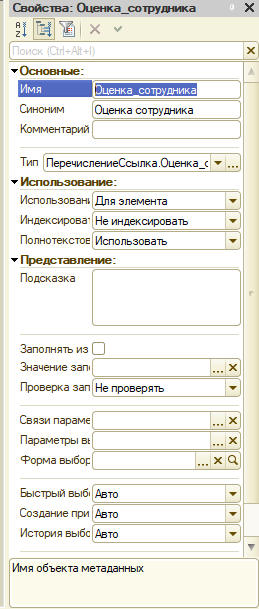 Свойства: Оценка_сотрудника
Поиск (Ctrl+Alt+I)
Основные:
Имя Оценка_сотрудника
Синоним Оценка сотрудника
Комментарий
Тип ПеречислениеСсылка.Оценка_с
Использование:
Использовани Для элемента
Индексироват Не индексировать
Полнотекстов Использовать
Представление:
Подсказка
Заполнять из
Значение запо
Проверка зап Не проверять
Связи параме
Параметры вы
Форма выбор
Быстрый выбо Авто
Создание при Авто
История выбо Авто
Имя объекта метаданных